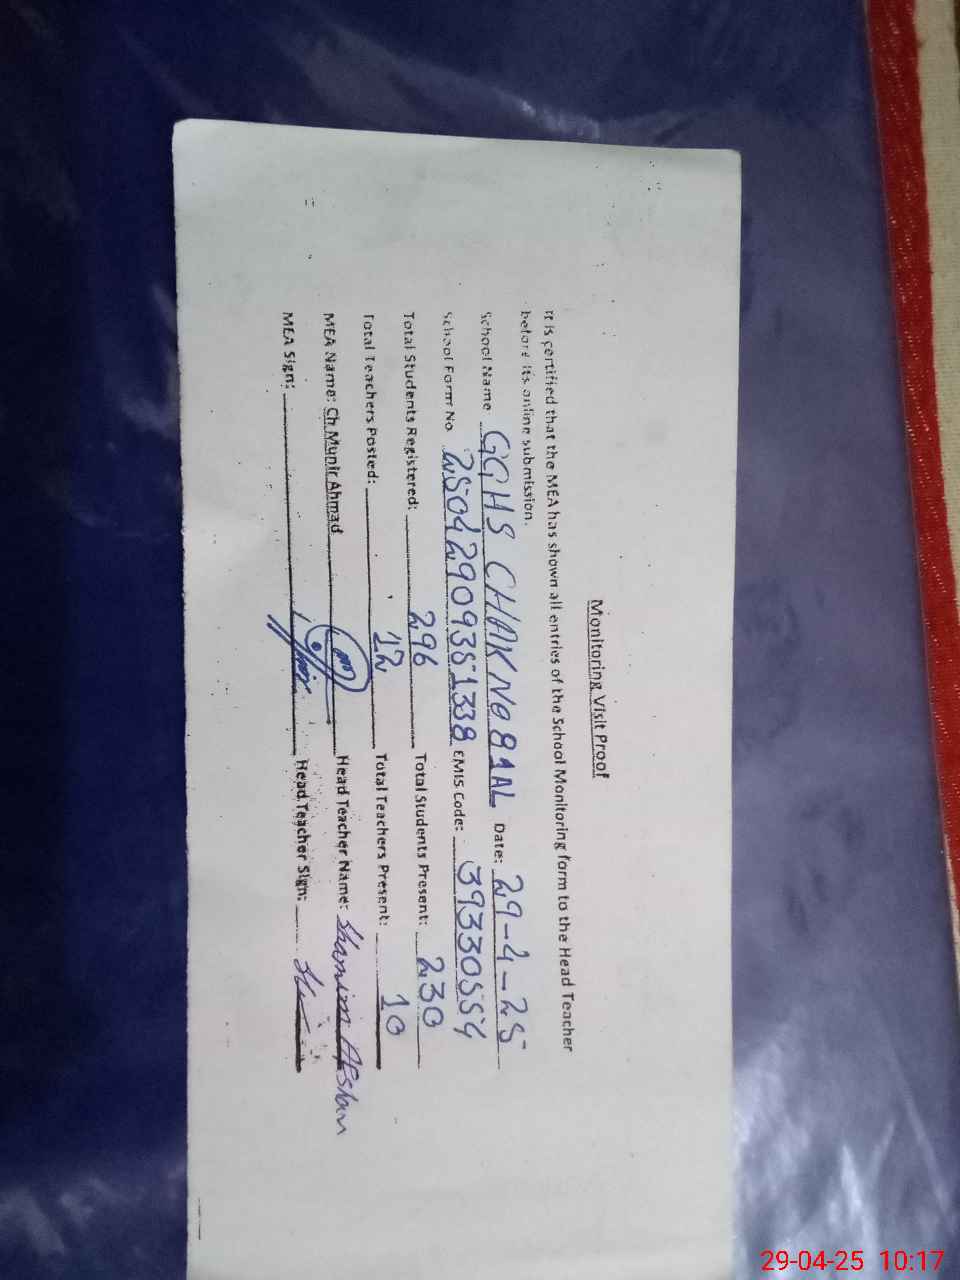 Monitoring Visit Proof
It is certified that the MEA has shown all entries of the School Monitoring form to the Head Teacher
before its online submission.
School Name GGHS CHAK No 81AL Date: 29-4-25
School Form No. 25042909351338 EMIS Code: 39330554
Total Students Registered: 296 Total Students Present: 230
Total Teachers Posted: 12 Total Teachers Present: 10
MEA Name: Ch Munir Ahmad Head Teacher Name: Shamim Afshan
MEA Sign: Head Teacher Sign:
29-04-25 10:17